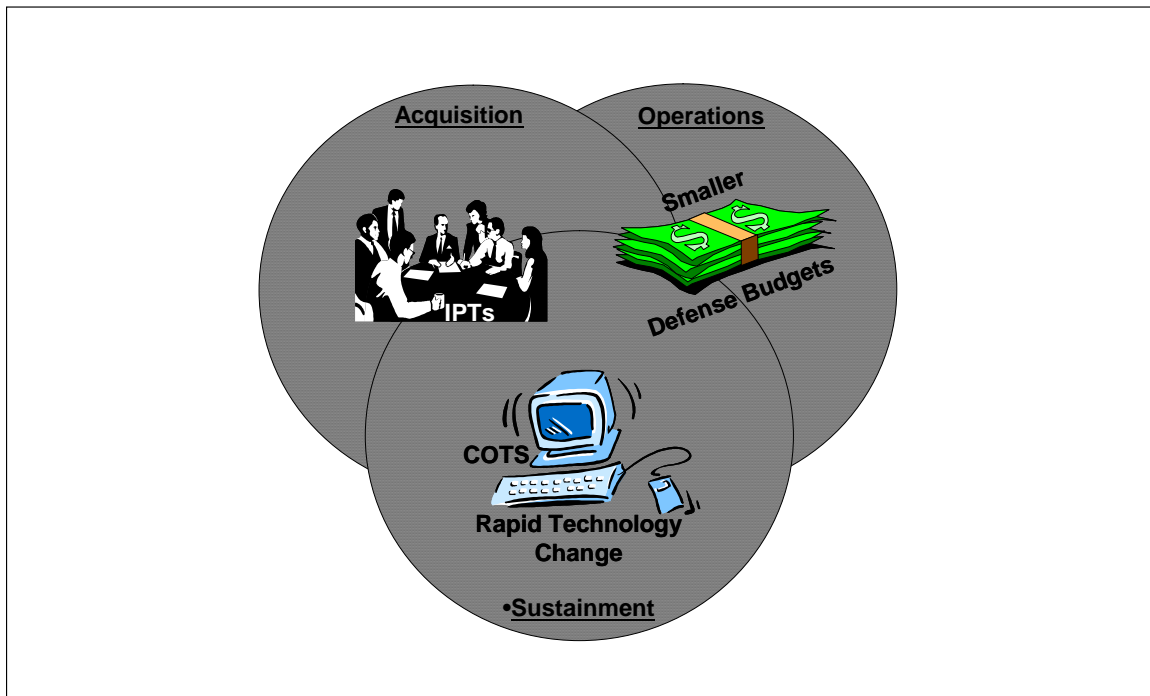 Acquisition
Operations
Smaller
$ $
Defense Budgets
IPTs
COTS
Rapid Technology
Change
•Sustainment